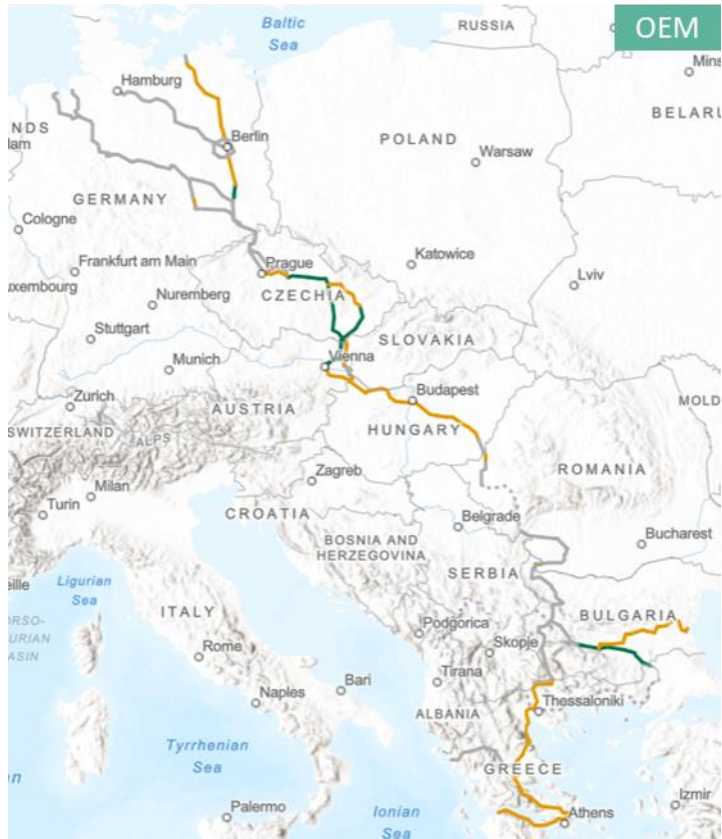 OEM
Baltic
Sea
RUSSIA
Mins
Hamburg
BELARU
NDS
Berlin
POLAND
Warsaw
GERMANY
Cologne
Katowice
Prague
Frankfurt am Main
Lviv
uxembourg
CZECHIA
Nuremberg
Stuttgart
SLOVAKIA
Vienna
Munich
Budapest
MOLD
Zurich
AUSTRIA
HUNGARY
SWITZERLAND
ALPS
ROMANIA
Zagreb
Milan
Turin
CROATIA
Belgrade
BOSNIA AND
HERZEGOVINA
Bucharest
Ligurian
Sea
SERBIA
ITALY
BULGARIA
Podgorica
Skopje
Rome
Tirana
Bari
Naples
Thessaloniki
ALBANIA
Tyrrhenian
Sea
GREECE
Izmir
Palermo
Ionian
Sea
Athens